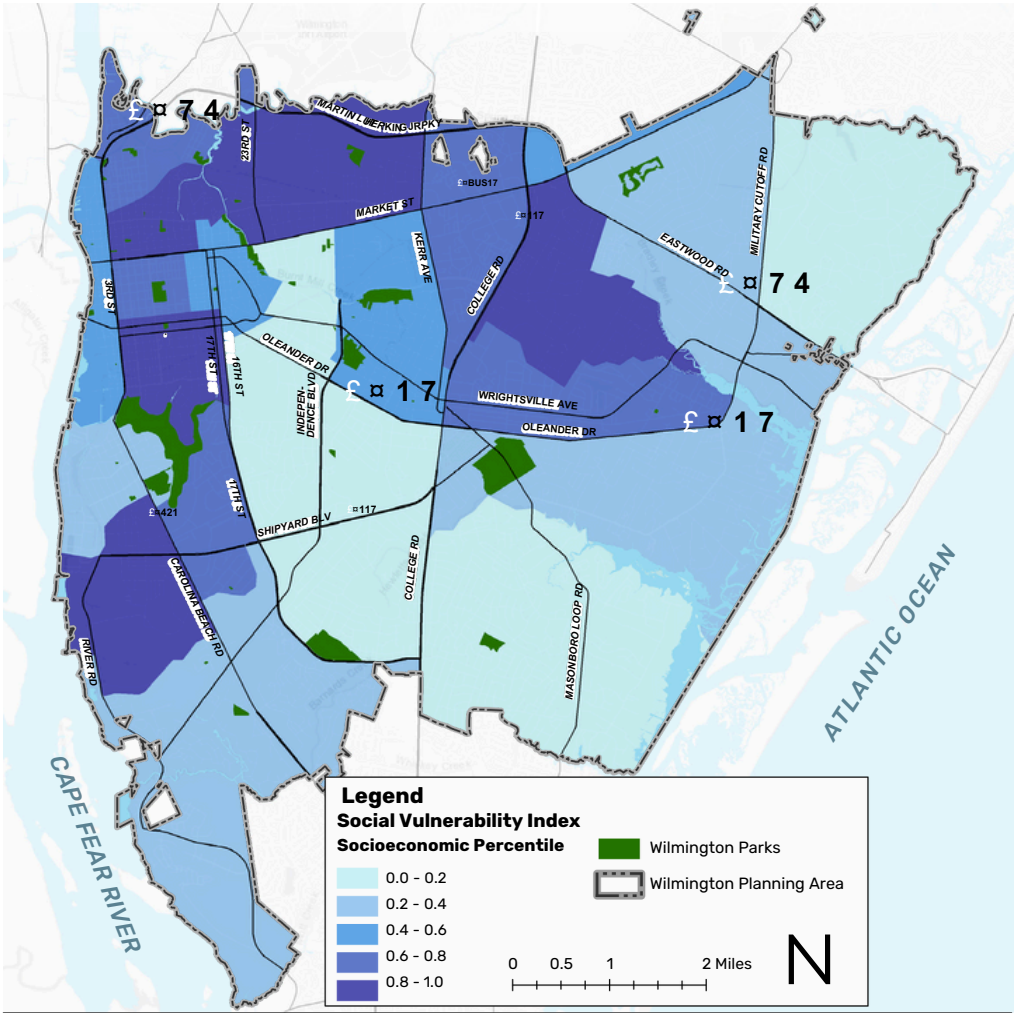 Wilmington
£¤74
MARTIN LUTHER KING JR PKY
23RD ST
£¤BUS17
MARKET ST
£¤117
MILITARY CUTOFF RD
KERR AVE
EASTWOOD RD
COLLEGE RD
£¤74
3RD ST
OLEANDER DR
17TH ST
16TH ST
INDEPEN-
DENCE BLVD
£¤17
WRIGHTSVILLE AVE
£¤17
OLEANDER DR
17TH ST
£¤421
£¤117
SHIPYARD BLV
CAROLINA BEACH RD
COLLEGE RD
MASONBORO LOOP RD
RIVER RD
ATLANTIC OCEAN
CAPE FEAR RIVER
Legend
Social Vulnerability Index
Socioeconomic Percentile
0.0 - 0.2
0.2 - 0.4
0.4 - 0.6
0.6 - 0.8
0.8 - 1.0
Wilmington Parks
Wilmington Planning Area
0 0.5 1 2 Miles
N